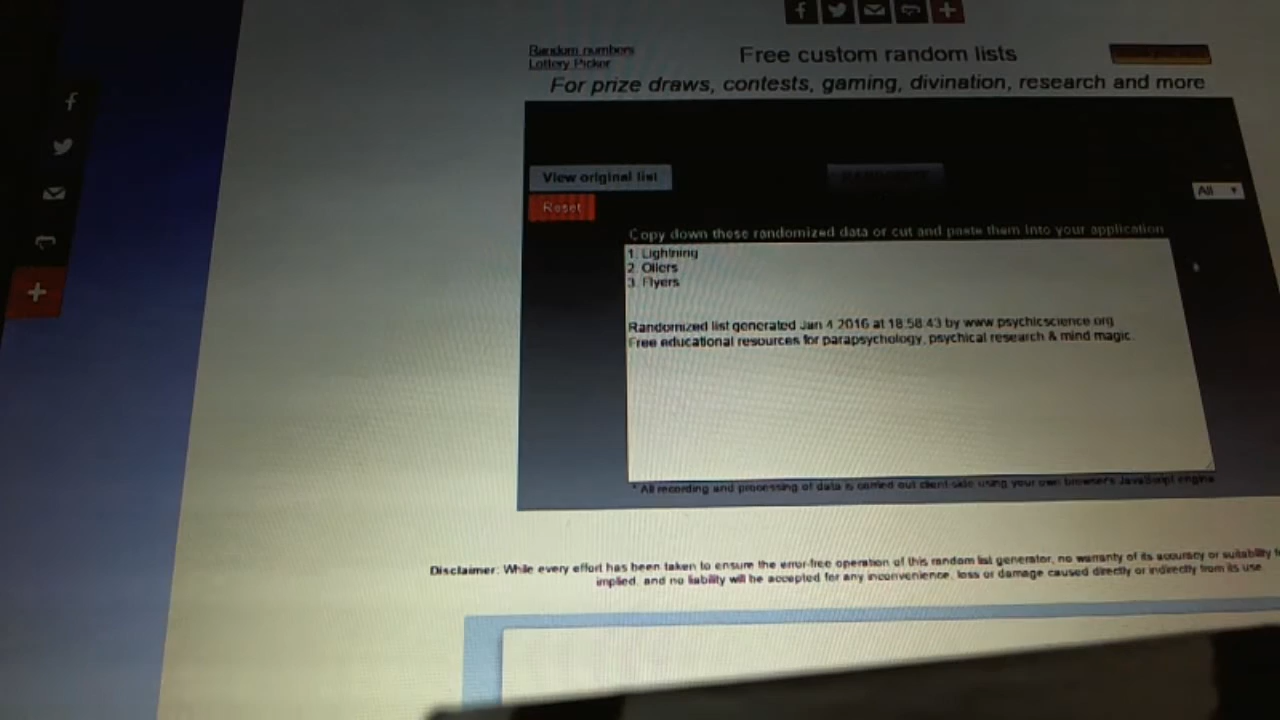 Random numbers
Lottery Picker
Free custom random lists
For prize draws, contests, gaming, divination, research and more
View original list
Reset
All
Copy down these randomized data or cut and paste them into your application
1. Lightning
2. Oilers
3. Flyers
Randomized list generated Jan 4 2016 at 18:58:43 by www.psychicscience.org
Free educational resources for parapsychology, psychical research & mind magic.
* All recording and processing of data is carried out client-side using your own browser's JavaScript engine
Disclaimer: While every effort has been taken to ensure the error-free operation of this random list generator, no warranty of its accuracy or suitability
implied, and no liability will be accepted for any inconvenience, loss or damage caused directly or indirectly from its use.